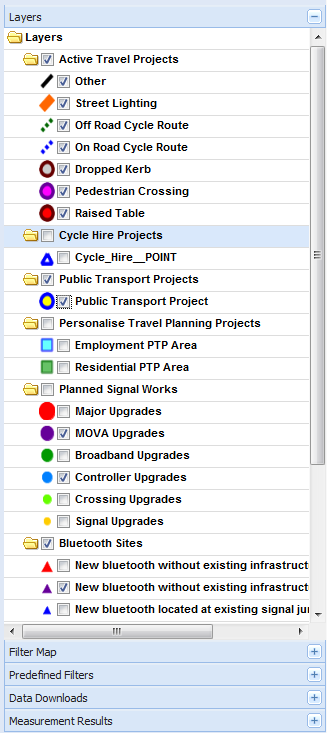 Layers
Layers
Active Travel Projects
Other
Street Lighting
Off Road Cycle Route
On Road Cycle Route
Dropped Kerb
Pedestrian Crossing
Raised Table
Cycle Hire Projects
Cycle_Hire__POINT
Public Transport Projects
Public Transport Project
Personalise Travel Planning Projects
Employment PTP Area
Residential PTP Area
Planned Signal Works
Major Upgrades
MOVA Upgrades
Broadband Upgrades
Controller Upgrades
Crossing Upgrades
Signal Upgrades
Bluetooth Sites
New bluetooth without existing infrastruct
New bluetooth without existing infrastruct
New bluetooth located at existing signal jur
Filter Map
Predefined Filters
Data Downloads
Measurement Results